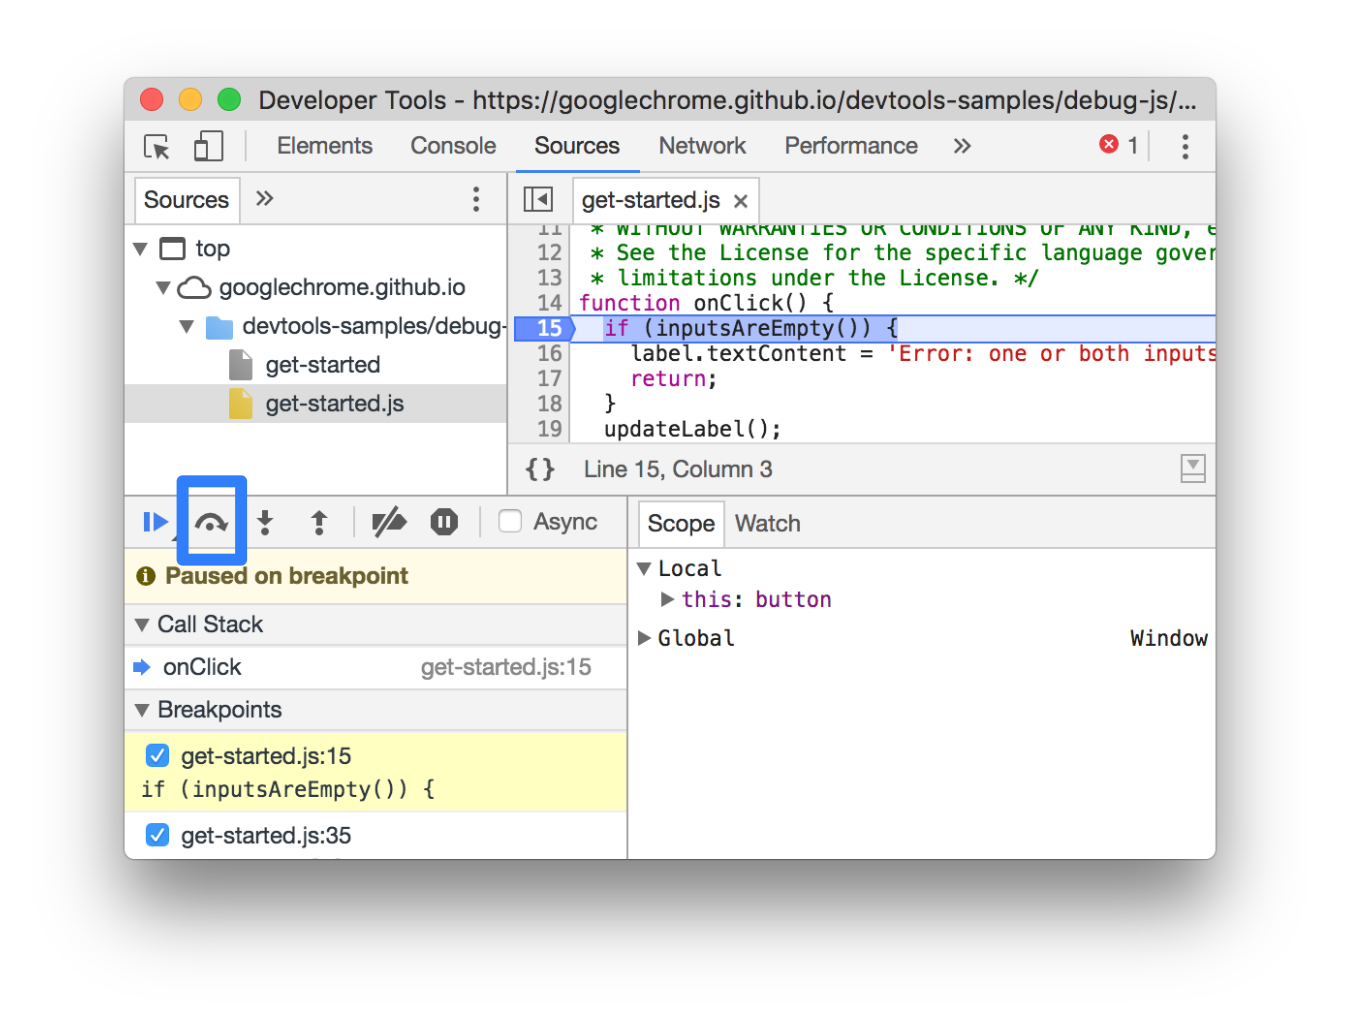 Developer Tools - https://googlechrome.github.io/devtools-samples/debug-js/...
Elements Console Sources Network Performance » 1
Sources »
get-started.js ×
top
googlechrome.github.io
devtools-samples/debug-
get-started
get-started.js
11 * WITHOUT WARRANTIES OR CONDITIONS OF ANY KIND, e
12 * See the License for the specific language gover
13 * limitations under the License. */
14 function onClick() {
15 if (inputsAreEmpty()) {
16 label.textContent = 'Error: one or both inputs
17 return;
18 }
19 updateLabel();
{} Line 15, Column 3
Async
Paused on breakpoint
Call Stack
onClick get-started.js:15
Breakpoints
get-started.js:15
if (inputsAreEmpty()) {
get-started.js:35
Scope Watch
Local
this: button
Global Window